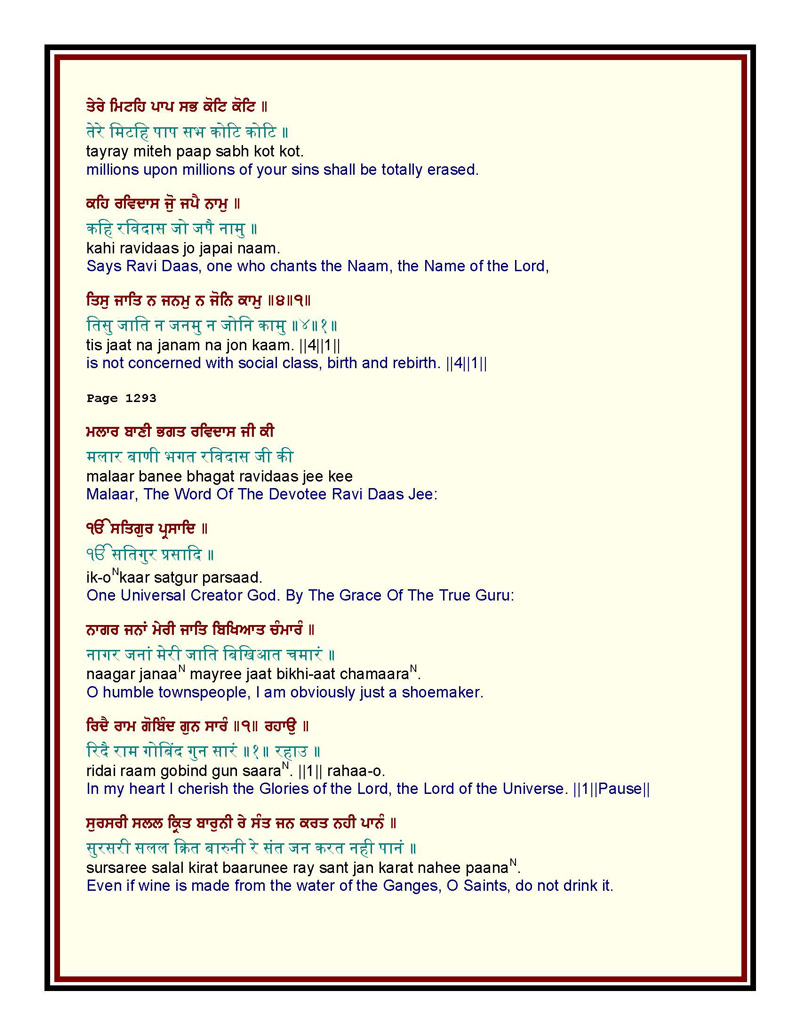 ਤੇਰੇ ਮਿਟਹਿ ਪਾਪ ਸਭ ਕੋਟਿ ਕੋਟਿ ॥
तेरे मिटहि पाप सभ कोटि कोटि ॥
tayray miteh paap sabh kot kot.
millions upon millions of your sins shall be totally erased.
ਕਹਿ ਰਵਿਦਾਸ ਜੋੁ ਜਪੈ ਨਾਮੁ ॥
कहि रविदास जो जपै नामु ॥
kahi ravidaas jo japai naam.
Says Ravi Daas, one who chants the Naam, the Name of the Lord,
ਤਿਸੁ ਜਾਤਿ ਨ ਜਨਮੁ ਨ ਜੋਨਿ ਕਾਮੁ ॥੪॥੧॥
तिसु जाति न जनमु न जोनि कामु ॥४॥१॥
tis jaat na janam na jon kaam. ||4||1||
is not concerned with social class, birth and rebirth. ||4||1||
Page 1293
ਮਲਾਰ ਬਾਣੀ ਭਗਤ ਰਵਿਦਾਸ ਜੀ ਕੀ
मलार बाणी भगत रविदास जी की
malaar banee bhagat ravidaas jee kee
Malaar, The Word Of The Devotee Ravi Daas Jee:
ੴ ਸਤਿਗੁਰ ਪ੍ਰਸਾਦਿ ॥
ੴ सतिगुर प्रसादि ॥
ik-oNkaar satgur parsaad.
One Universal Creator God. By The Grace Of The True Guru:
ਨਾਗਰ ਜਨਾਂ ਮੇਰੀ ਜਾਤਿ ਬਿਖਿਆਤ ਚੰਮਾਰੰ ॥
नागर जनां मेरी जाति बिखिआत चमारं ॥
naagar janaaN mayree jaat bikhi-aat chamaaraN.
O humble townspeople, I am obviously just a shoemaker.
ਰਿਦੈ ਰਾਮ ਗੋਬਿੰਦ ਗੁਨ ਸਾਰੰ ॥੧॥ ਰਹਾਉ ॥
रिदै राम गोबिंद गुन सारं ॥१॥ रहाउ ॥
ridai raam gobind gun saaraN. ||1|| rahaa-o.
In my heart I cherish the Glories of the Lord, the Lord of the Universe. ||1||Pause||
ਸੁਰਸਰੀ ਸਲਲ ਕ੍ਰਿਤ ਬਾਰੁਨੀ ਰੇ ਸੰਤ ਜਨ ਕਰਤ ਨਹੀ ਪਾਨੰ ॥
सुरसरी सलल क्रित बारुनी रे संत जन करत नही पानं ॥
sursaree salal kirat baarunee ray sant jan karat nahee paanaN.
Even if wine is made from the water of the Ganges, O Saints, do not drink it.